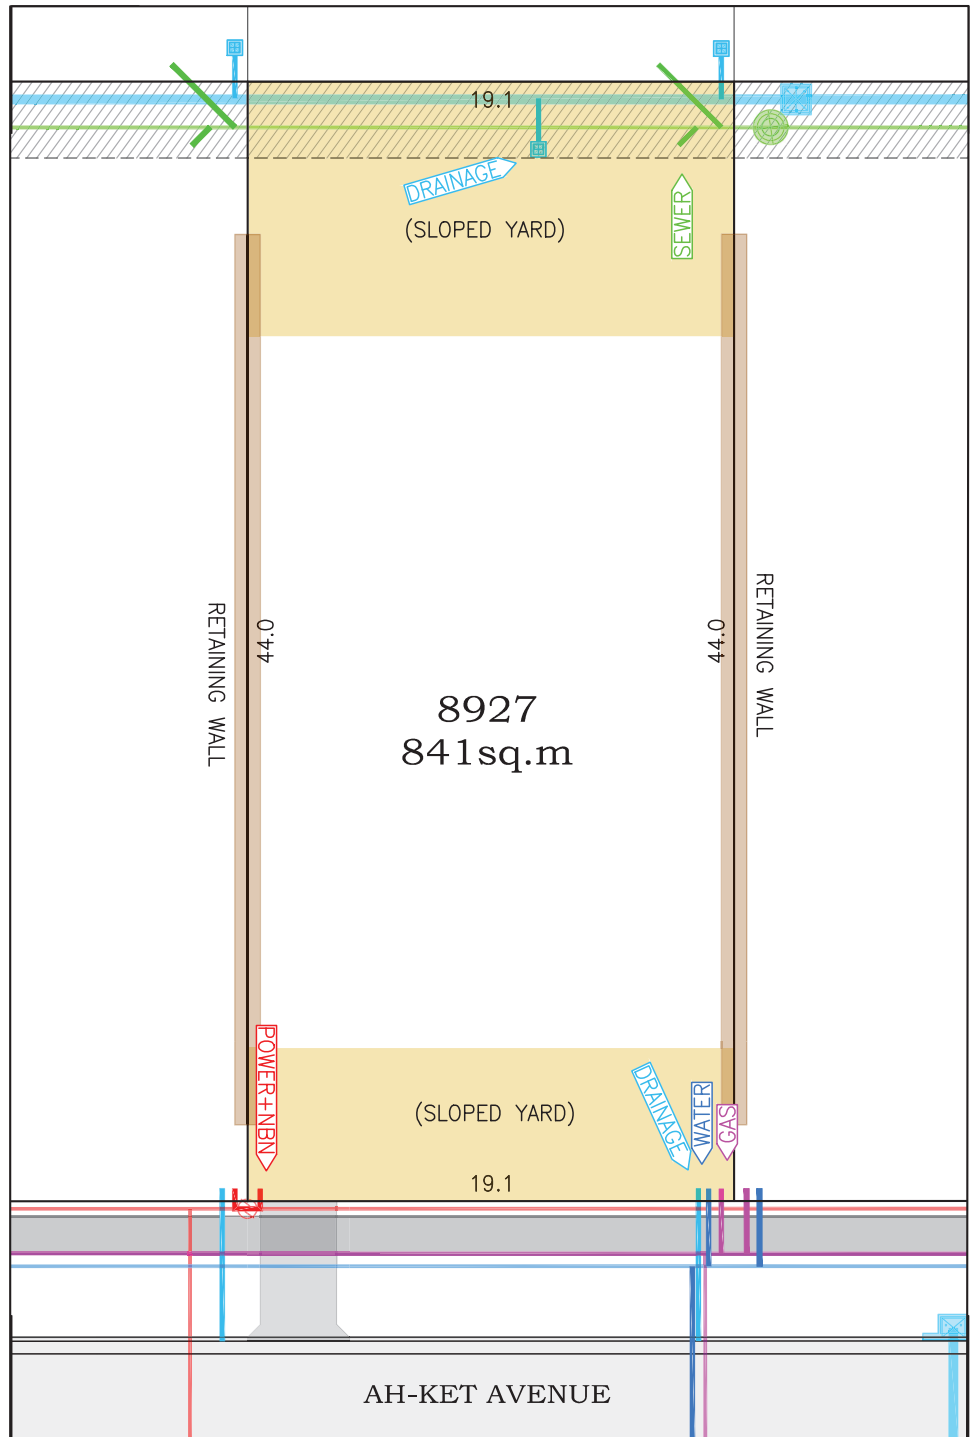 19.1
DRAINAGE
SEWER
(SLOPED YARD)
RETAINING WALL
44.0
44.0
RETAINING WALL
8927
841sq.m
POWER+NBN
(SLOPED YARD)
DRAINAGE
WATER
GAS
19.1
AH-KET AVENUE